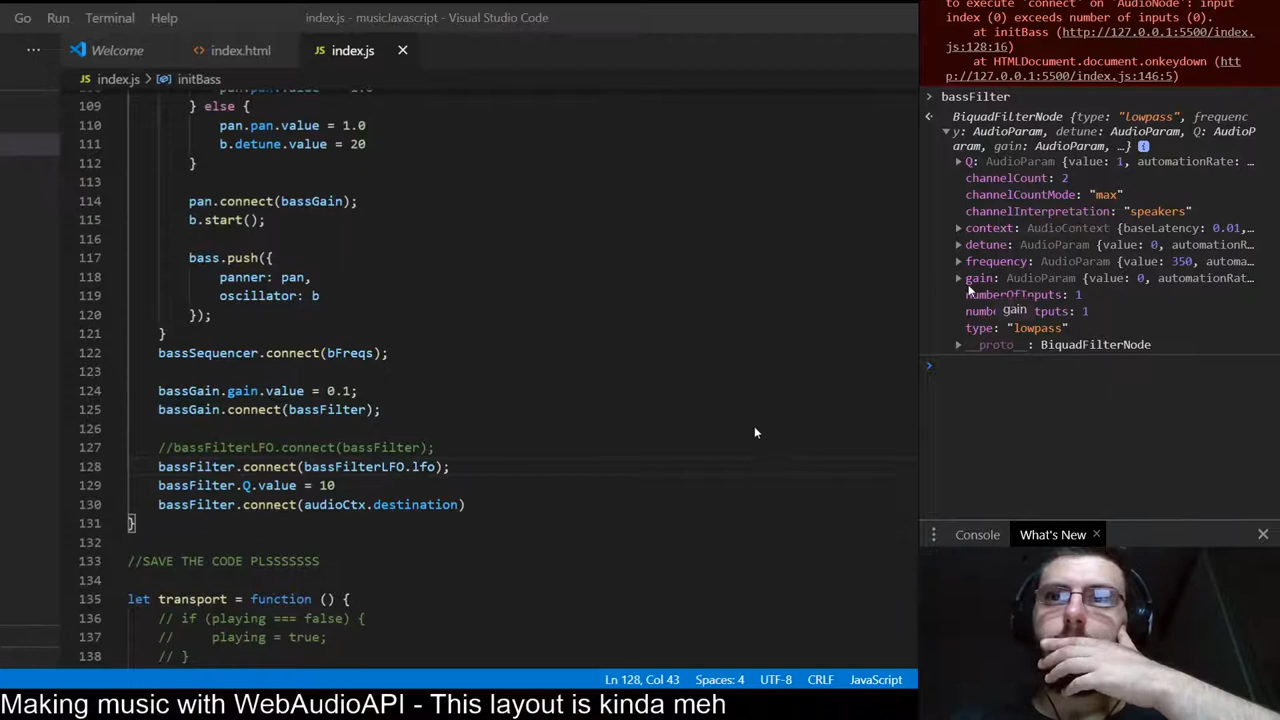 Go Run Terminal Help
index.js - musicJavascript - Visual Studio Code
··· Welcome index.html JS index.js ×
JS index.js > initBass
109 } else {
110 pan.pan.value = 1.0
111 b.detune.value = 20
112 }
113
114 pan.connect(bassGain);
115 b.start();
116
117 bass.push({
118 panner: pan,
119 oscillator: b
120 });
121 }
122 bassSequencer.connect(bFreqs);
123
124 bassGain.gain.value = 0.1;
125 bassGain.connect(bassFilter);
126
127 //bassFilterLFO.connect(bassFilter);
128 bassFilter.connect(bassFilterLFO.lfo);
129 bassFilter.Q.value = 10
130 bassFilter.connect(audioCtx.destination)
131 }
132
133 //SAVE THE CODE PLSSSSSSS
134
135 let transport = function () {
136 // if (playing === false) {
137 // playing = true;
138 // }
Ln 128, Col 43 Spaces: 4 UTF-8 CRLF JavaScript
to execute 'connect' on 'AudioNode': input
index (0) exceeds number of inputs (0).
at initBass (http://127.0.0.1:5500/index.
js:128:16)
at HTMLDocument.document.onkeydown (htt
p://127.0.0.1:5500/index.js:146:5)
> bassFilter
BiquadFilterNode {type: "lowpass", frequenc
y: AudioParam, detune: AudioParam, Q: AudioP
aram, gain: AudioParam, …} i
Q: AudioParam {value: 1, automationRate: …
channelCount: 2
channelCountMode: "max"
channelInterpretation: "speakers"
context: AudioContext {baseLatency: 0.01,…
detune: AudioParam {value: 0, automationR…
frequency: AudioParam {value: 350, automa…
gain: AudioParam {value: 0, automationRat…
numberOfInputs: 1
gain
type: "lowpass"
__proto__: BiquadFilterNode
>
Console What's New × ×
Making music with WebAudioAPI - This layout is kinda meh